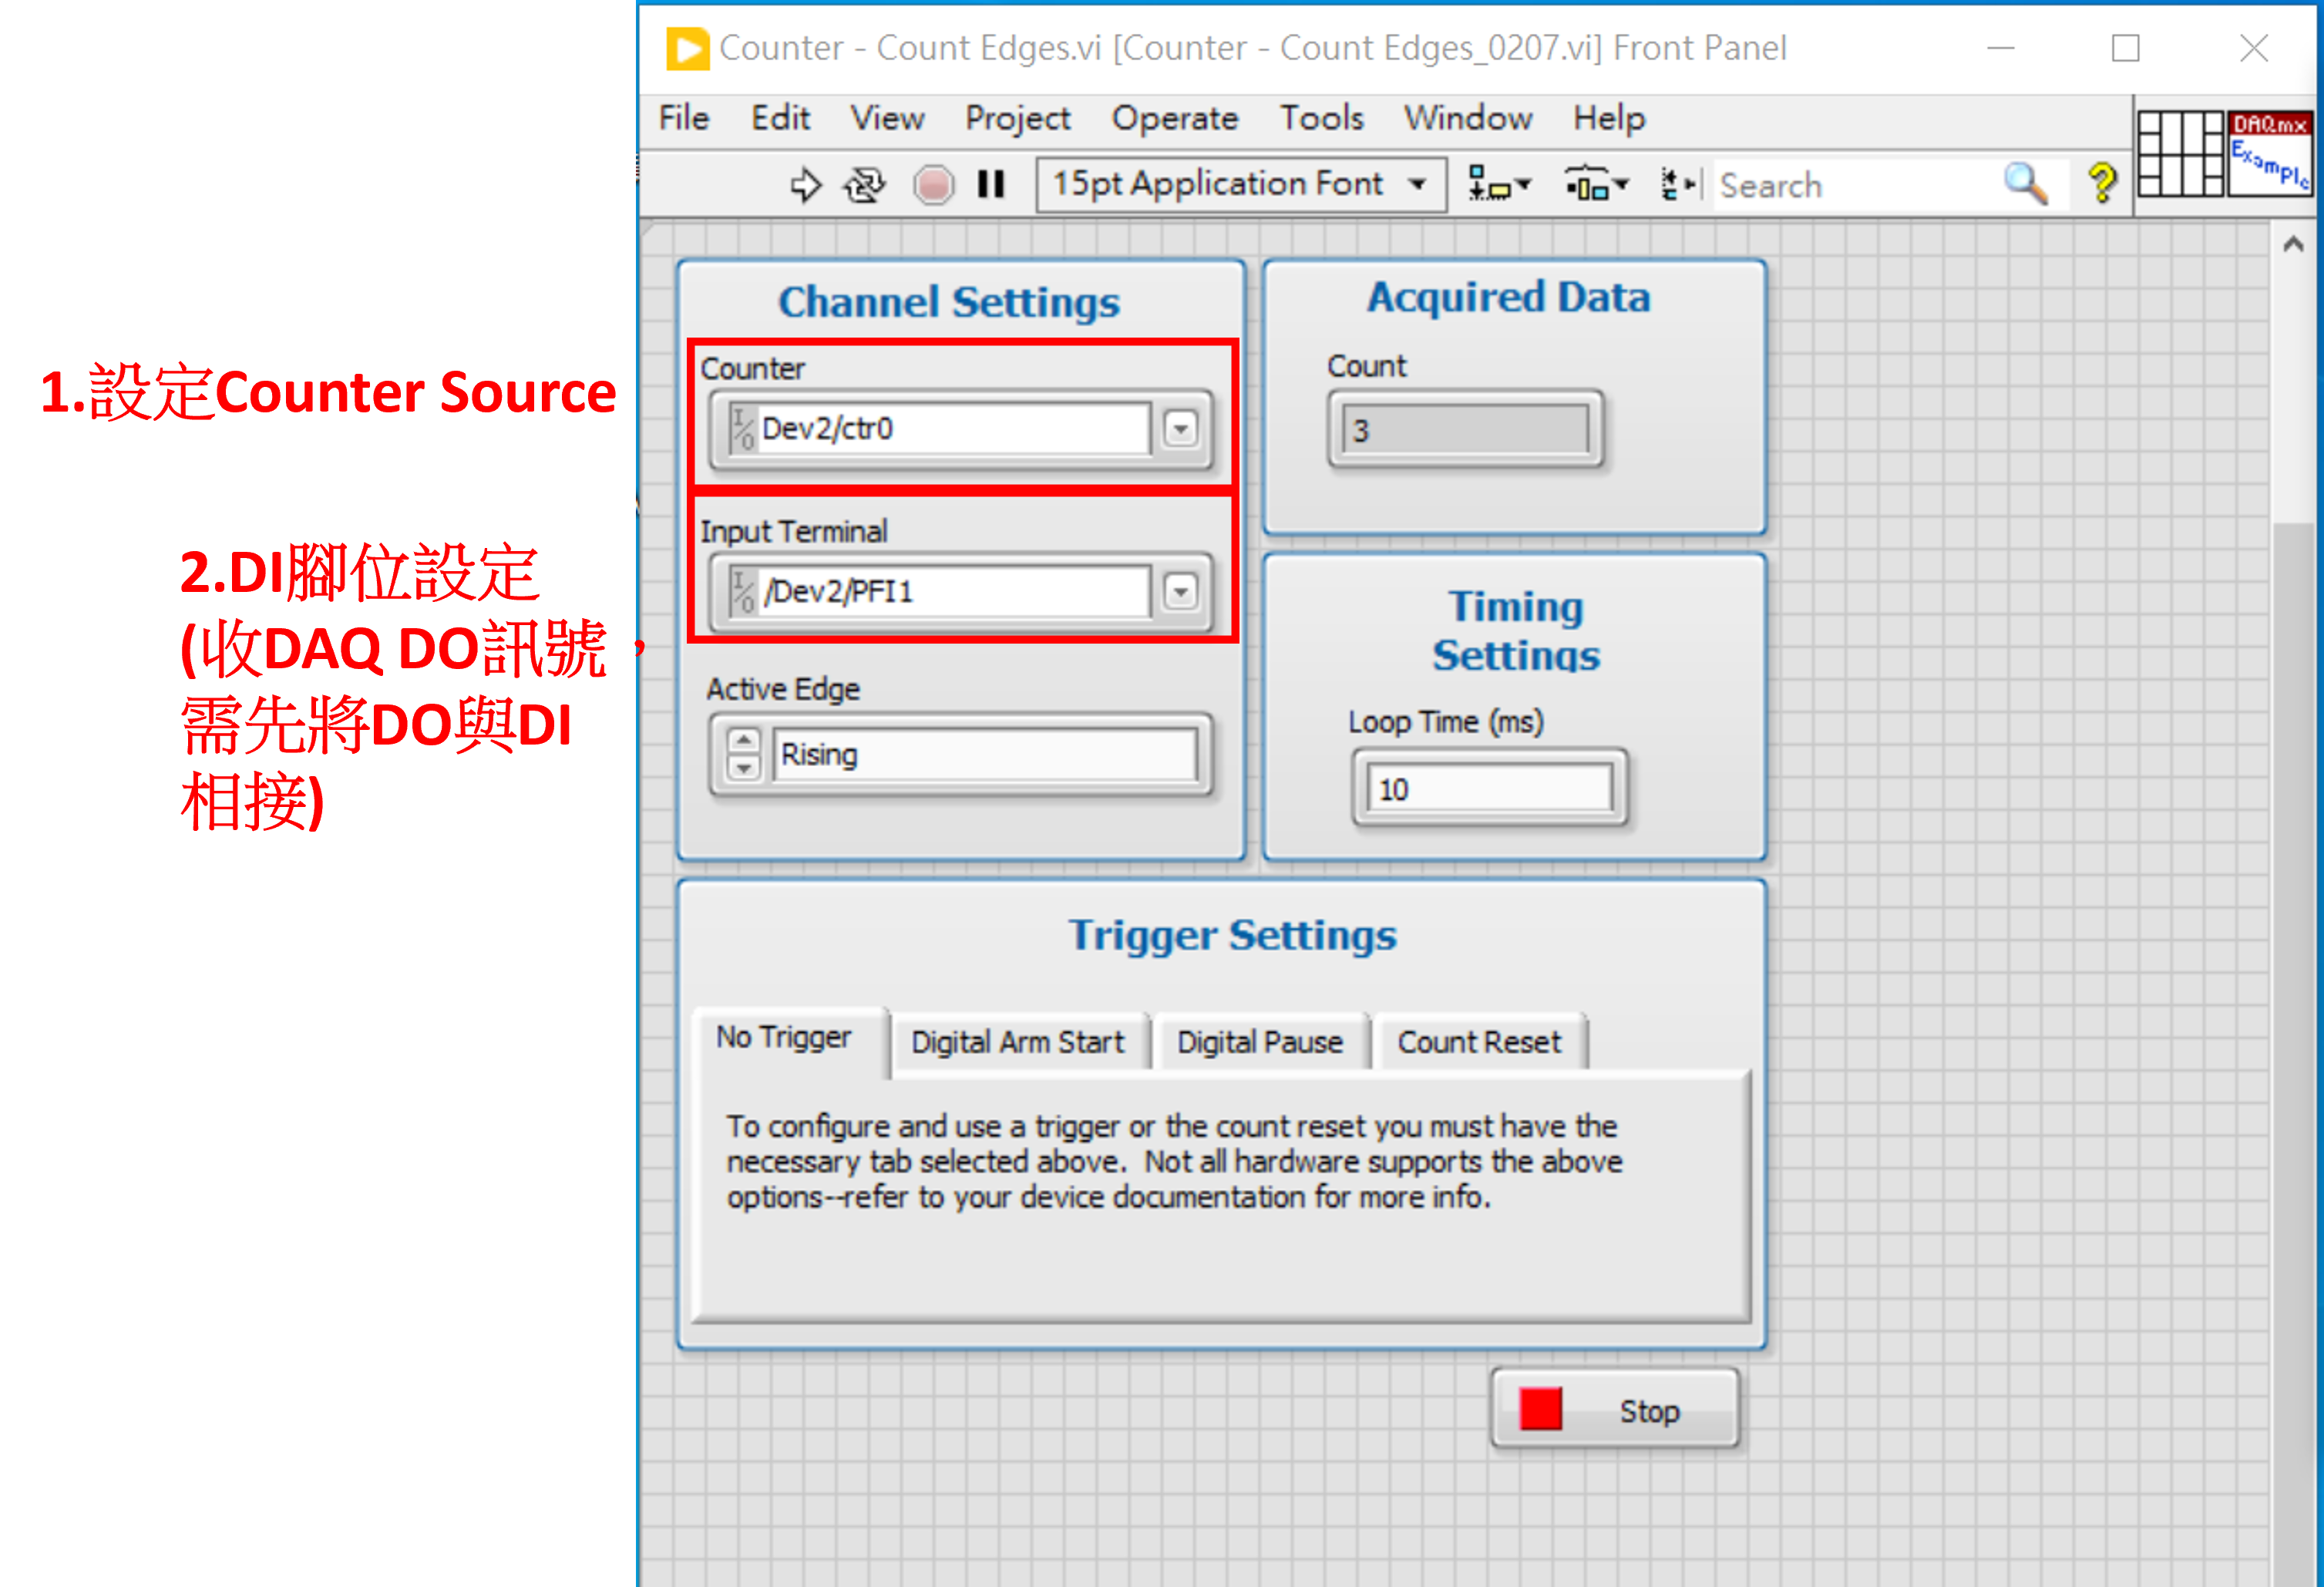 Counter - Count Edges.vi [Counter - Count Edges_0207.vi] Front Panel
File Edit View Project Operate Tools Window Help
15pt Application Font
Search
DAQmx
Example
1.設定Counter Source
2.DI腳位設定
(收DAQ DO訊號，
需先將DO與DI
相接)
Channel Settings
Counter
I/O
Dev2/ctr0
Input Terminal
I/O
/Dev2/PFI1
Active Edge
Rising
Acquired Data
Count
3
Timing
Settings
Loop Time (ms)
10
Trigger Settings
No Trigger
Digital Arm Start
Digital Pause
Count Reset
To configure and use a trigger or the count reset you must have the
necessary tab selected above. Not all hardware supports the above
options--refer to your device documentation for more info.
Stop